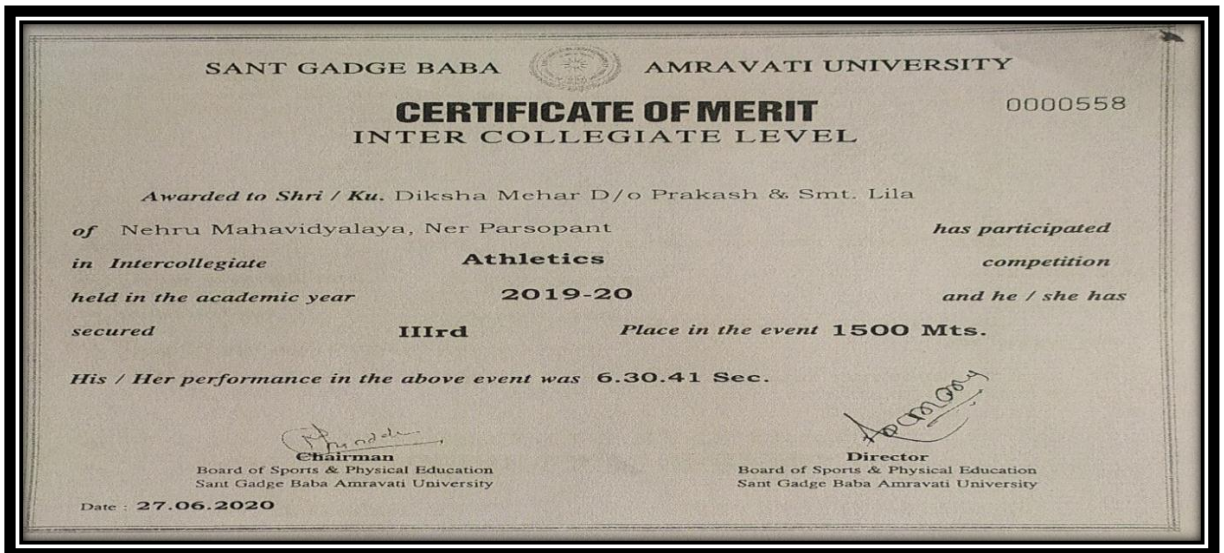 SANT GADGE BABA AMRAVATI UNIVERSITY
CERTIFICATE OF MERIT
0000558
INTER COLLEGIATE LEVEL
Awarded to Shri / Ku. Diksha Mehar D/o Prakash & Smt. Lila
of Nehru Mahavidyalaya, Ner Parsopant has participated
in Intercollegiate Athletics competition
held in the academic year 2019-20 and he / she has
secured IIIrd Place in the event 1500 Mts.
His / Her performance in the above event was 6.30.41 Sec.
Chairman
Board of Sports & Physical Education
Sant Gadge Baba Amravati University
Director
Board of Sports & Physical Education
Sant Gadge Baba Amravati University
Date : 27.06.2020